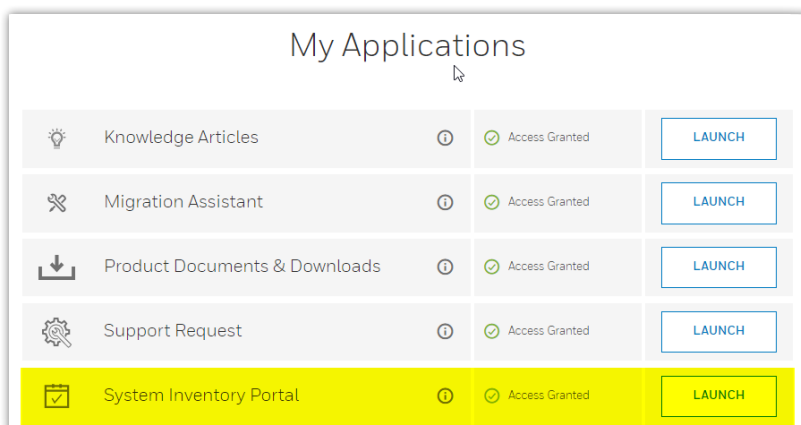 My Applications
Knowledge Articles Access Granted LAUNCH
Migration Assistant Access Granted LAUNCH
Product Documents & Downloads Access Granted LAUNCH
Support Request Access Granted LAUNCH
System Inventory Portal Access Granted LAUNCH